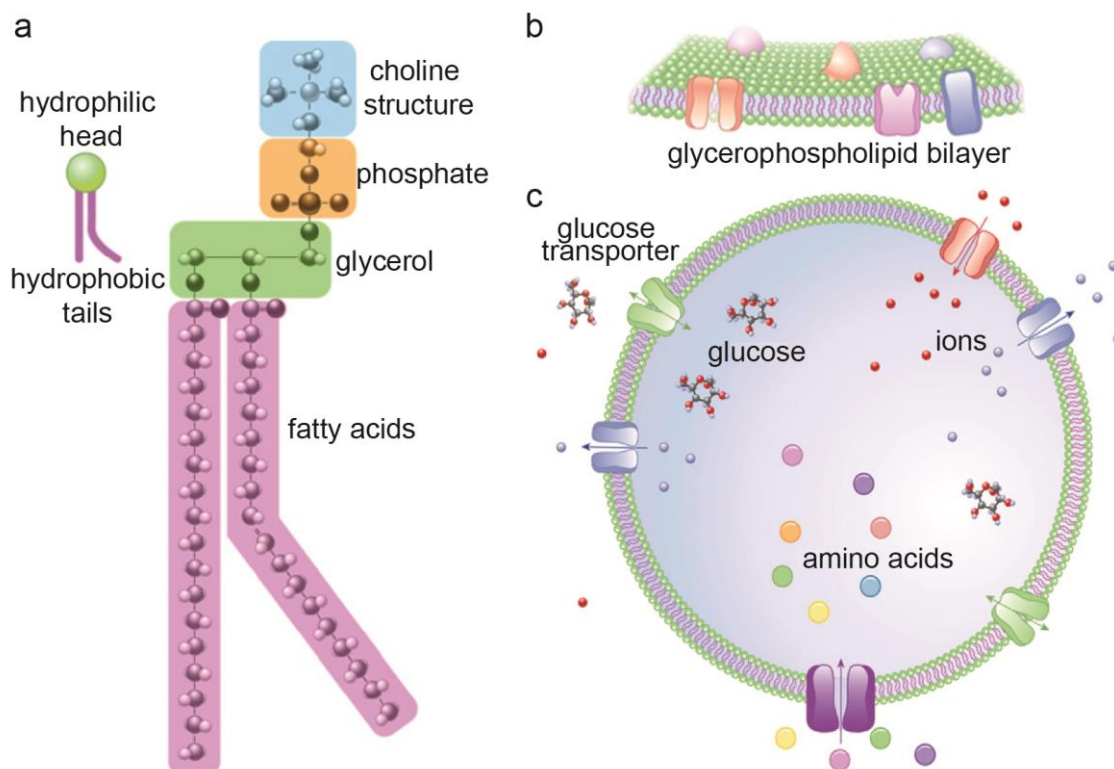 a
hydrophilic
head
hydrophobic
tails
choline
structure
phosphate
glycerol
fatty acids
b
glycerophospholipid bilayer
c
glucose
transporter
glucose
ions
amino acids